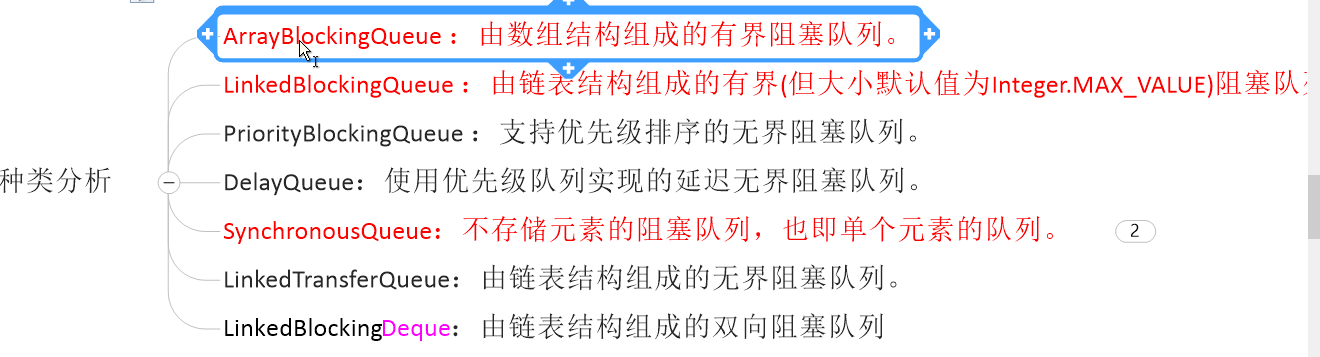 ArrayBlockingQueue： 由数组结构组成的有界阻塞队列。
LinkedBlockingQueue： 由链表结构组成的有界(但大小默认值为Integer.MAX_VALUE)阻塞队
PriorityBlockingQueue： 支持优先级排序的无界阻塞队列。
种类分析
DelayQueue： 使用优先级队列实现的延迟无界阻塞队列。
SynchronousQueue： 不存储元素的阻塞队列，也即单个元素的队列。 2
LinkedTransferQueue： 由链表结构组成的无界阻塞队列。
LinkedBlockingDeque： 由链表结构组成的双向阻塞队列